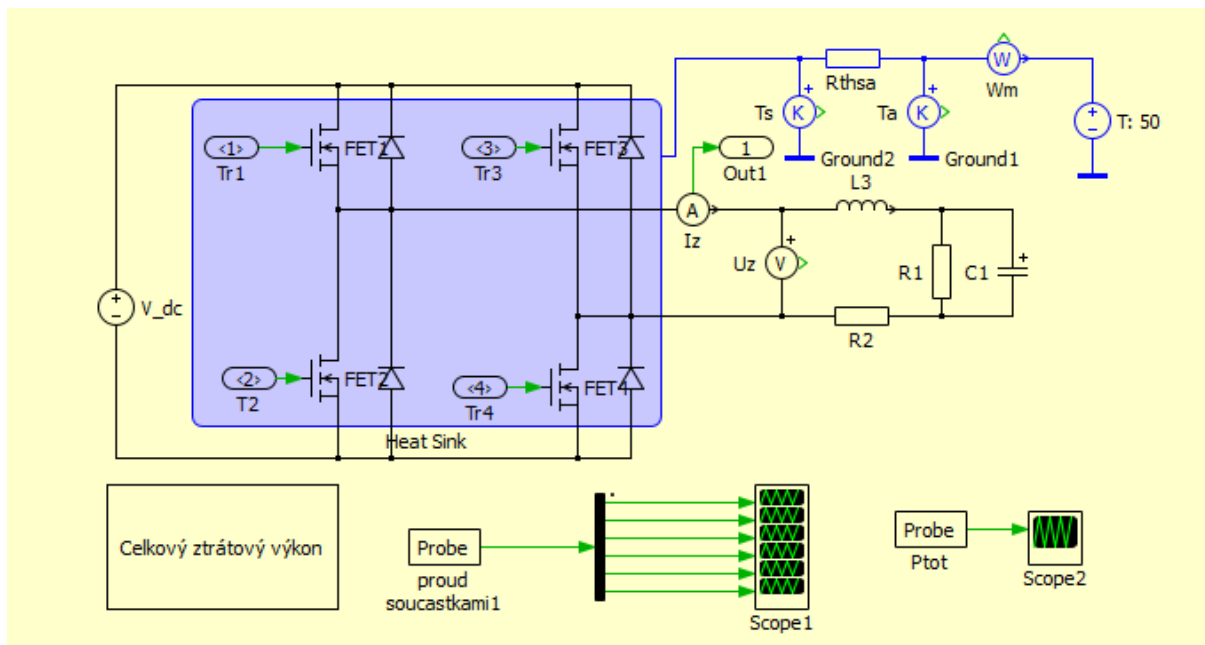 Rthsa
W
Wm
Ts
K
Ta
K
T: 50
<1>
FET1
Tr1
<3>
FET3
Tr3
1
Out1
Ground2
Ground1
L3
A
Iz
Uz
V
R1
C1
V_dc
R2
<2>
FET2
T2
<4>
FET4
Tr4
Heat Sink
Celkový ztrátový výkon
Probe
proud
soucastkami1
Scope1
Probe
Ptot
Scope2